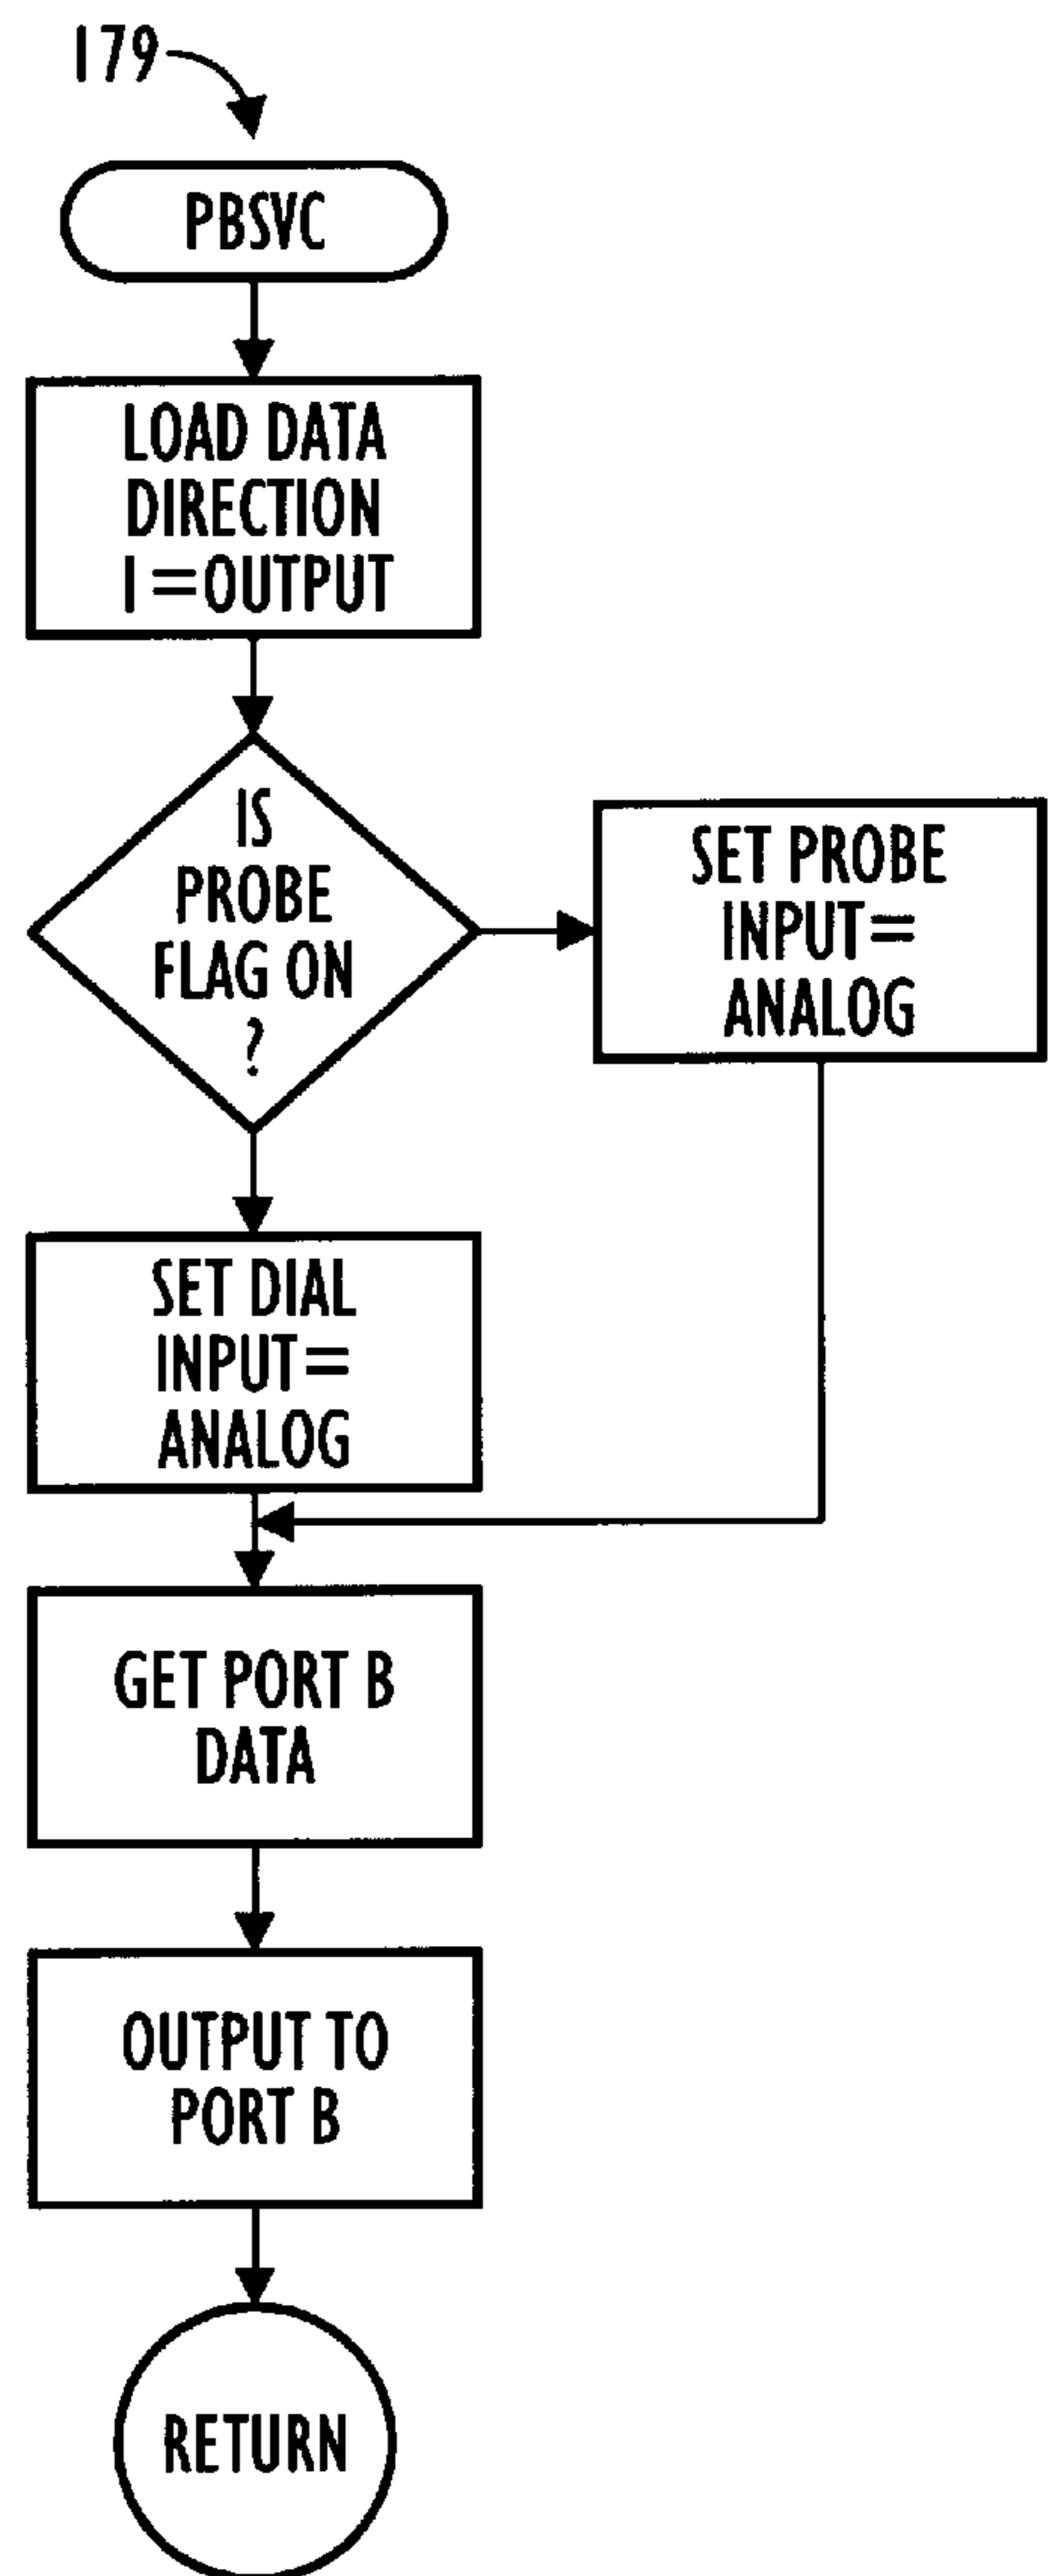 179
PBSVC
LOAD DATA
DIRECTION
1=OUTPUT
IS
PROBE
FLAG ON
?
SET PROBE
INPUT=
ANALOG
SET DIAL
INPUT=
ANALOG
GET PORT B
DATA
OUTPUT TO
PORT B
RETURN